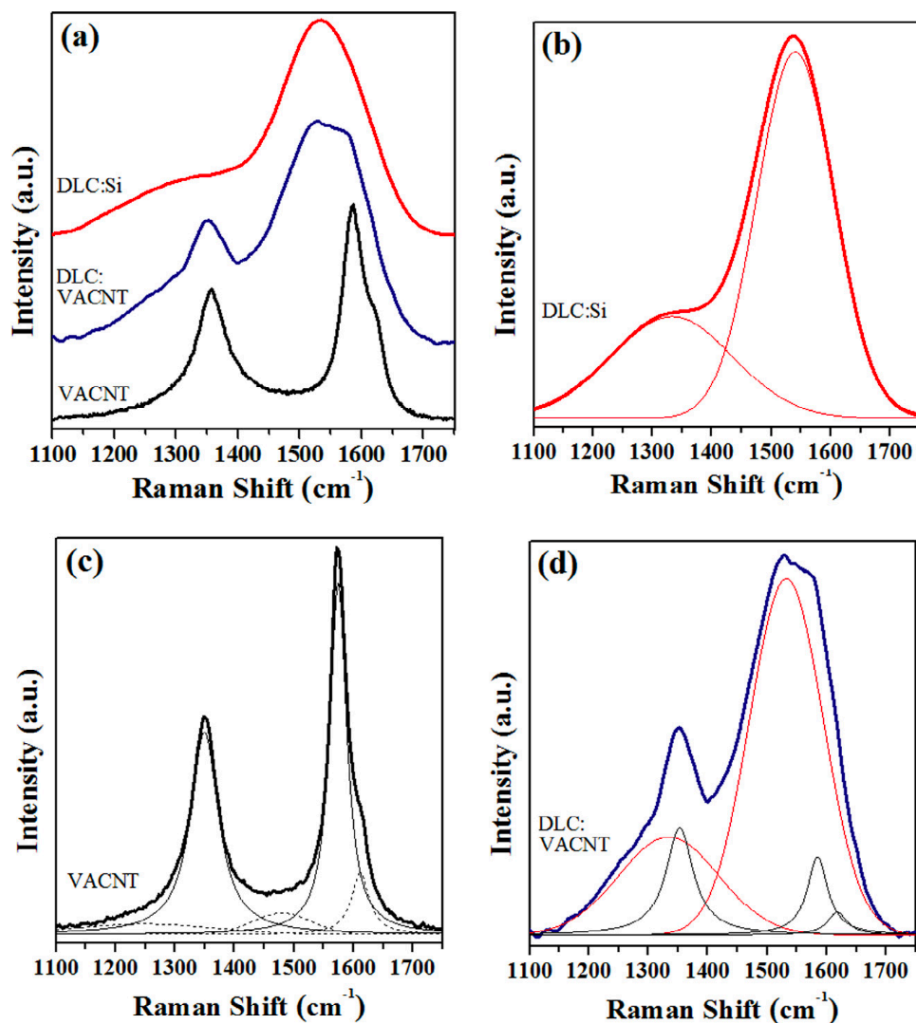 (a)
Intensity (a.u.)
DLC:Si
DLC:
VACNT
VACNT
1100 1200 1300 1400 1500 1600 1700
Raman Shift (cm⁻¹)
(b)
Intensity (a.u.)
DLC:Si
1100 1200 1300 1400 1500 1600 1700
Raman Shift (cm⁻¹)
(c)
Intensity (a.u.)
VACNT
1100 1200 1300 1400 1500 1600 1700
Raman Shift (cm⁻¹)
(d)
Intensity (a.u.)
DLC:
VACNT
1100 1200 1300 1400 1500 1600 1700
Raman Shift (cm⁻¹)